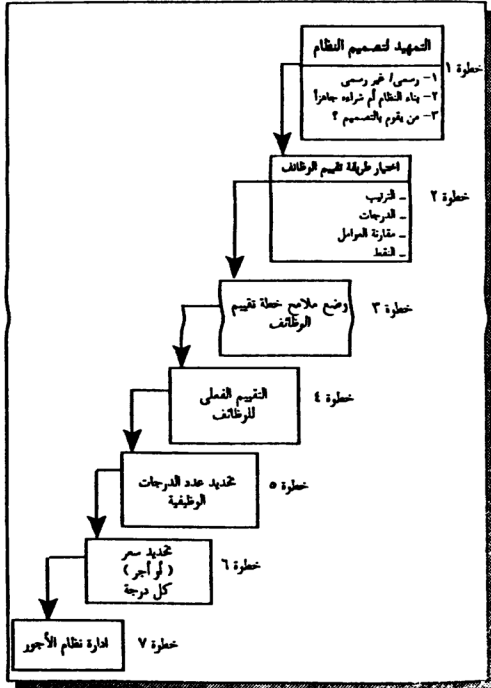 التمهيد لتصميم النظام
خطوة ١
١- رسمى/ غير رسمى
٢- بناء النظام أم شراءه جاهزاً
٣- من يقوم بالتصميم ؟
اختيار طريقة تقييم الوظائف
خطوة ٢
ـ الترتيب
ـ الدرجات
ـ مقارنة العوامل
ـ النقط
وضع ملامح خطة تقييم
الوظائف
خطوة ٣
التقييم الفعلى
للوظائف
خطوة ٤
تحديد عدد الدرجات
الوظيفية
خطوة ٥
تحديد سعر
( أو أجر )
كل درجة
خطوة ٦
ادارة نظام الأجور
خطوة ٧